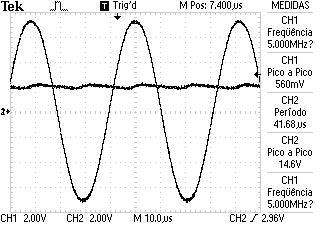 Tek
T Trig'd
M Pos: 7.400µs
MEDIDAS
CH1
Freqüência
5.000MHz?
CH1
Pico a Pico
560mV
CH2
Período
41.68µs
CH2
Pico a Pico
14.6V
CH1
Freqüência
5.000MHz?
2
CH1 2.00V
CH2 2.00V
M 10.0µs
CH2 / 2.96V